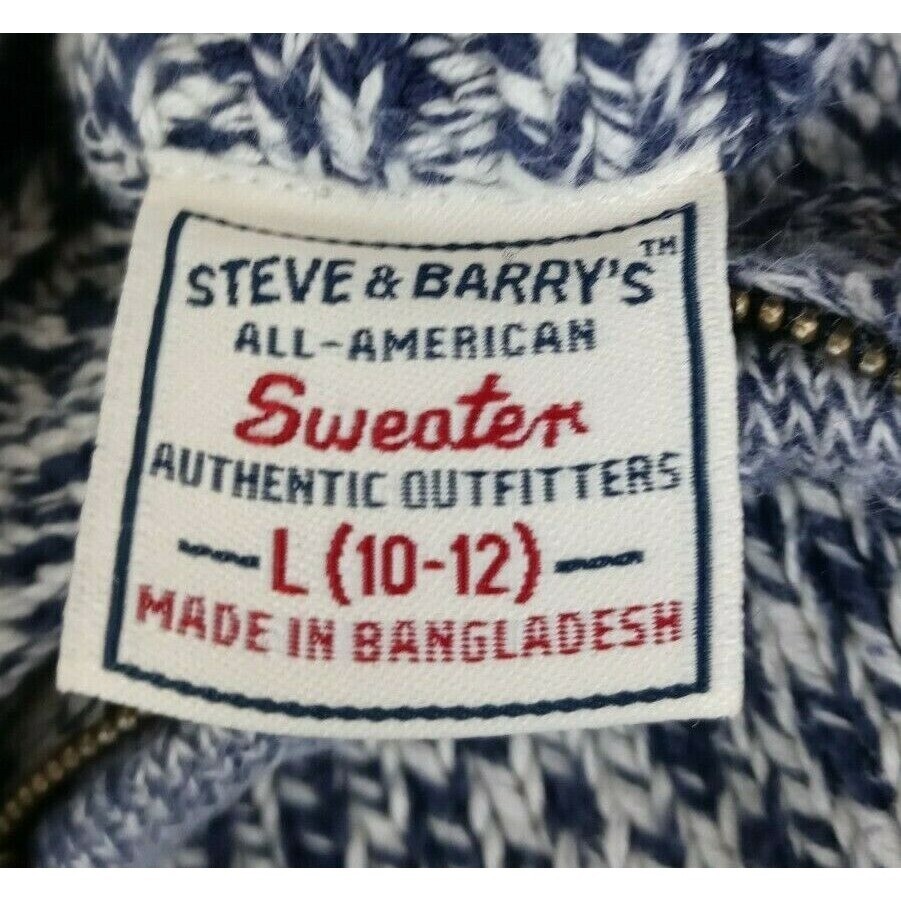 STEVE & BARRY'S™
ALL-AMERICAN
Sweater
AUTHENTIC OUTFITTERS
L (10-12)
MADE IN BANGLADESH